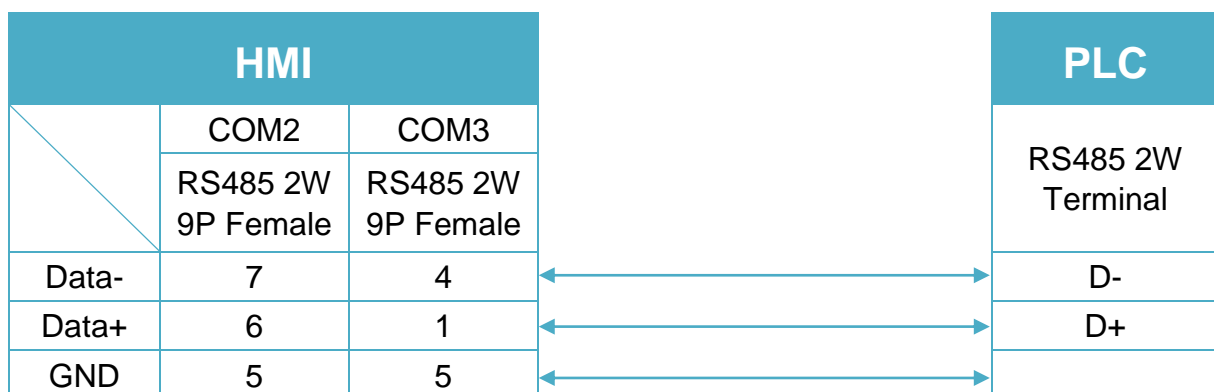 HMI PLC
COM2 COM3
RS485 2W RS485 2W RS485 2W
9P Female 9P Female Terminal
Data- 7 4 D-
Data+ 6 1 D+
GND 5 5